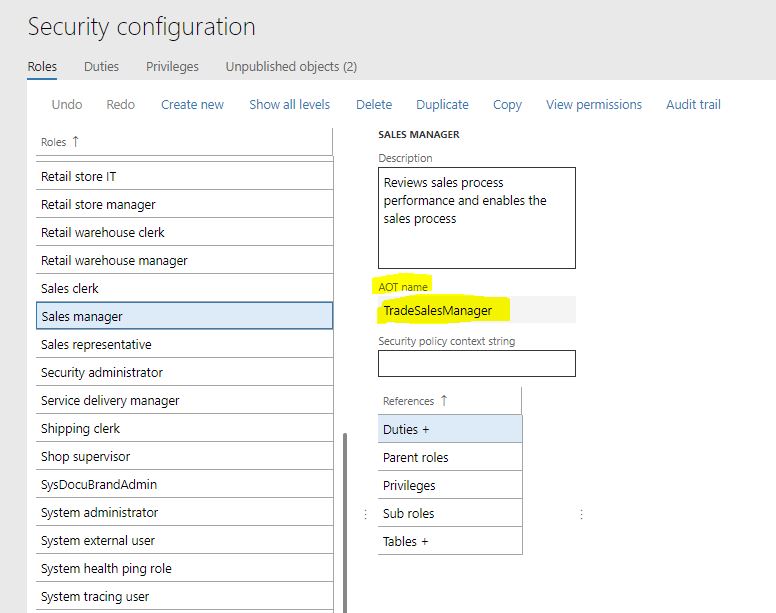 Security configuration
Roles Duties Privileges Unpublished objects (2)
Undo Redo Create new Show all levels Delete Duplicate Copy View permissions Audit trail
Roles ↑
Retail store IT
Retail store manager
Retail warehouse clerk
Retail warehouse manager
Sales clerk
Sales manager
Sales representative
Security administrator
Service delivery manager
Shipping clerk
Shop supervisor
SysDocuBrandAdmin
System administrator
System external user
System health ping role
System tracing user
SALES MANAGER
Description
Reviews sales process
performance and enables the
sales process
AOT name
TradeSalesManager
Security policy context string
References ↑
Duties +
Parent roles
Privileges
Sub roles
Tables +